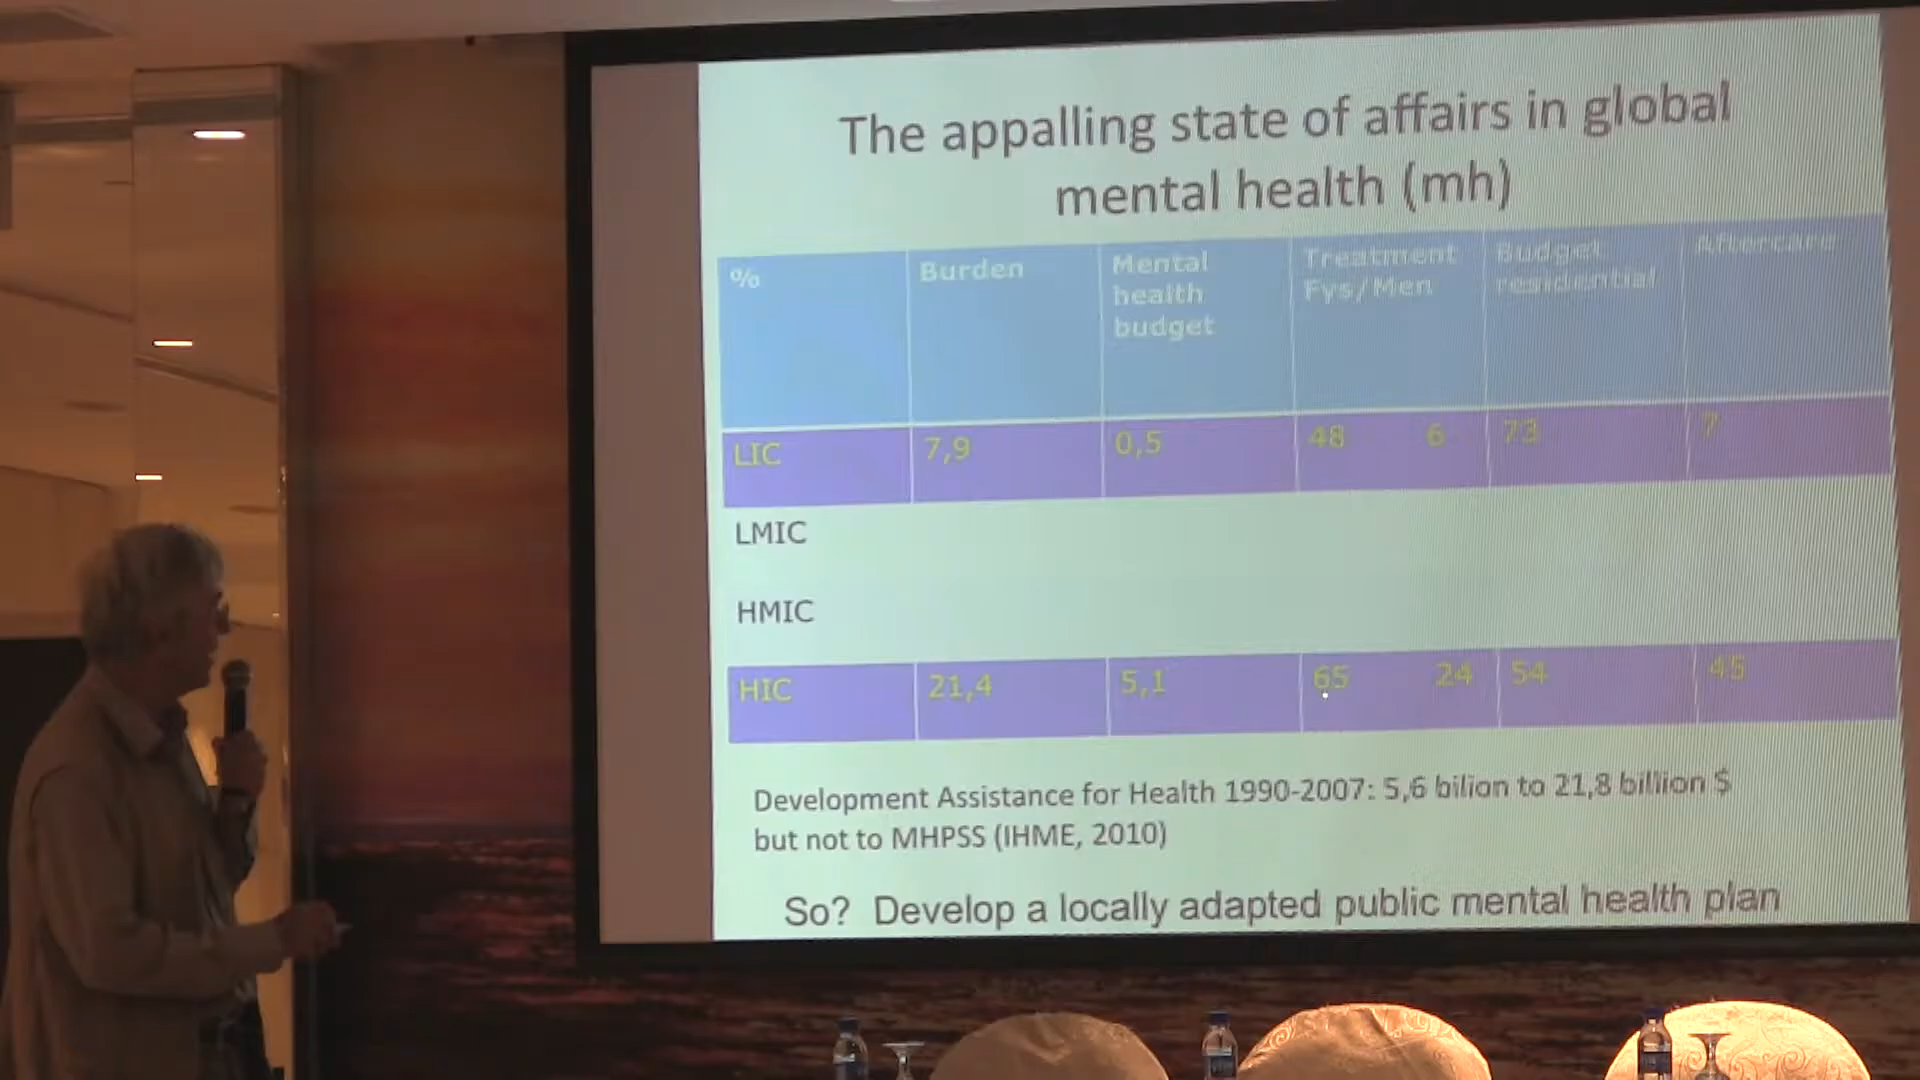 The appalling state of affairs in global
mental health (mh)
% Burden Mental health budget Treatment Fys/Men Budget residential Aftercare
LIC 7,9 0,5 48 6 73 7
LMIC
HMIC
HIC 21,4 5,1 65 24 54 45
Development Assistance for Health 1990-2007: 5,6 bilion to 21,8 billion $
but not to MHPSS (IHME, 2010)
So? Develop a locally adapted public mental health plan